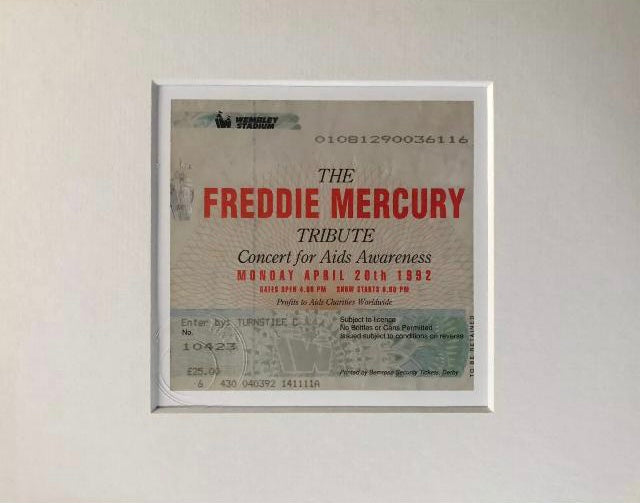 WEMBLEY
STADIUM
01081290036116
THE
FREDDIE MERCURY
TRIBUTE
Concert for Aids Awareness
MONDAY APRIL 20th 1992
GATES OPEN 4.00 PM SHOW STARTS 6.00 PM
Profits to Aids Charities Worldwide
Enter by: TURNSTILE C
No.
10423
£25.00
6 430 040392 141111A
Subject to licence
No Bottles or Cans Permitted
Issued subject to conditions on reverse
Printed by Bemrose Security Tickets, Derby
TO BE RETAINED